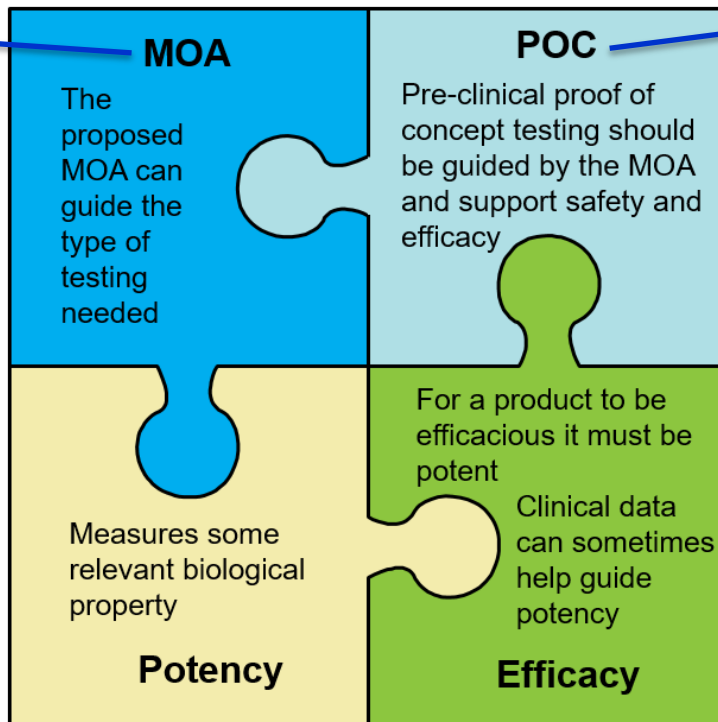 MOA
The
proposed
MOA can
guide the
type of
testing
needed
POC
Pre-clinical proof of
concept testing should
be guided by the MOA
and support safety and
efficacy
Measures some
relevant biological
property
Potency
For a product to be
efficacious it must be
potent
Clinical data
can sometimes
help guide
potency
Efficacy